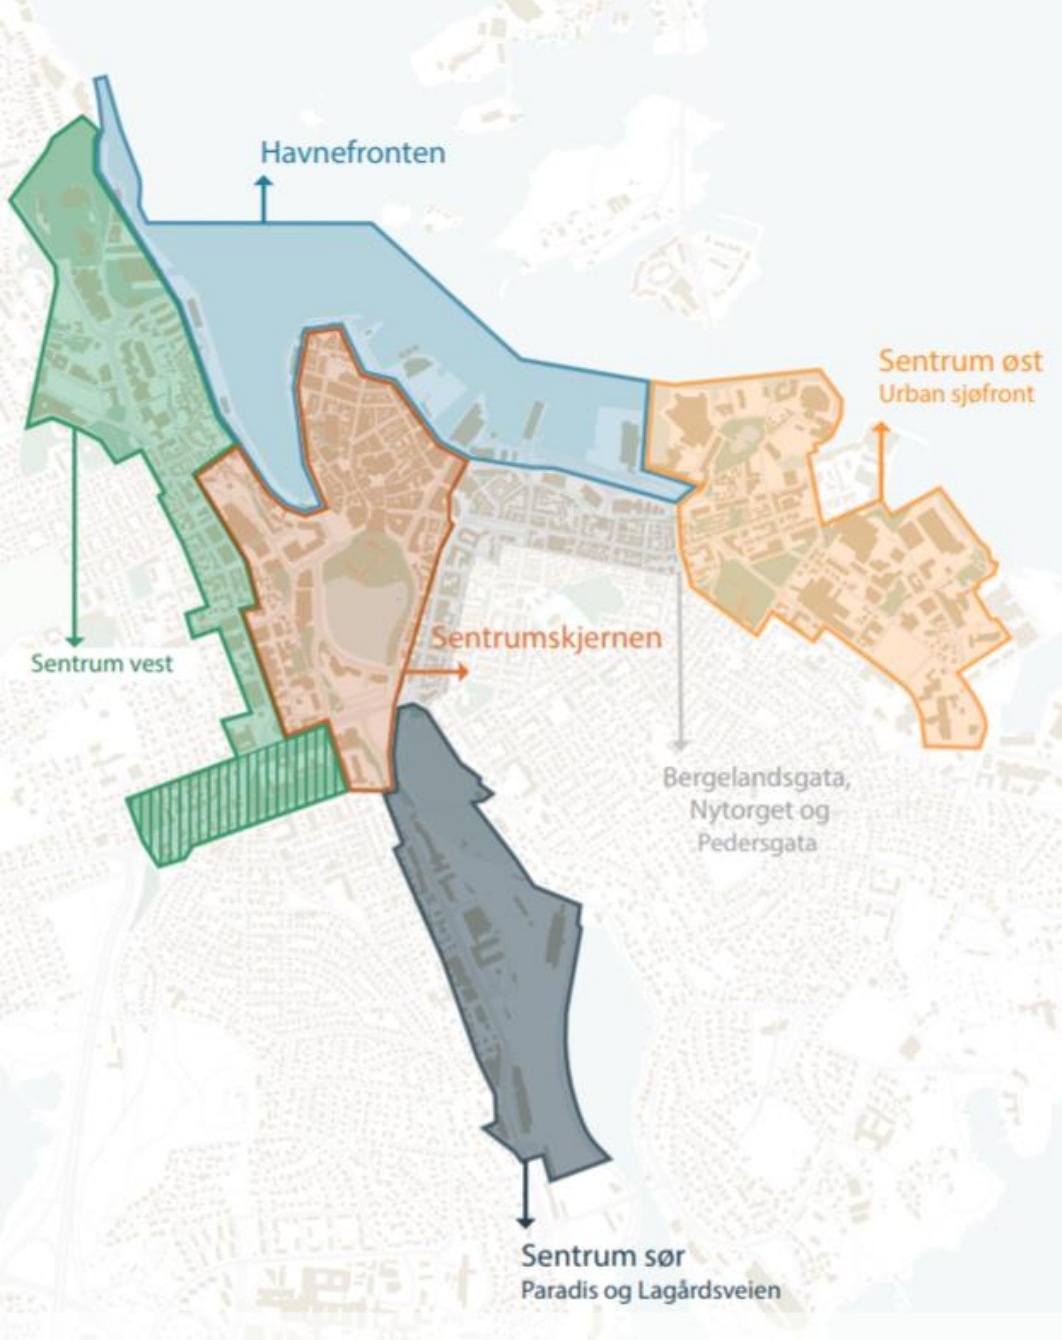 Havnefronten
Sentrum øst
Urban sjøfront
Sentrumskjernen
Sentrum vest
Bergelandsgata,
Nytorget og
Pedersgata
Sentrum sør
Paradis og Lagårdsveien